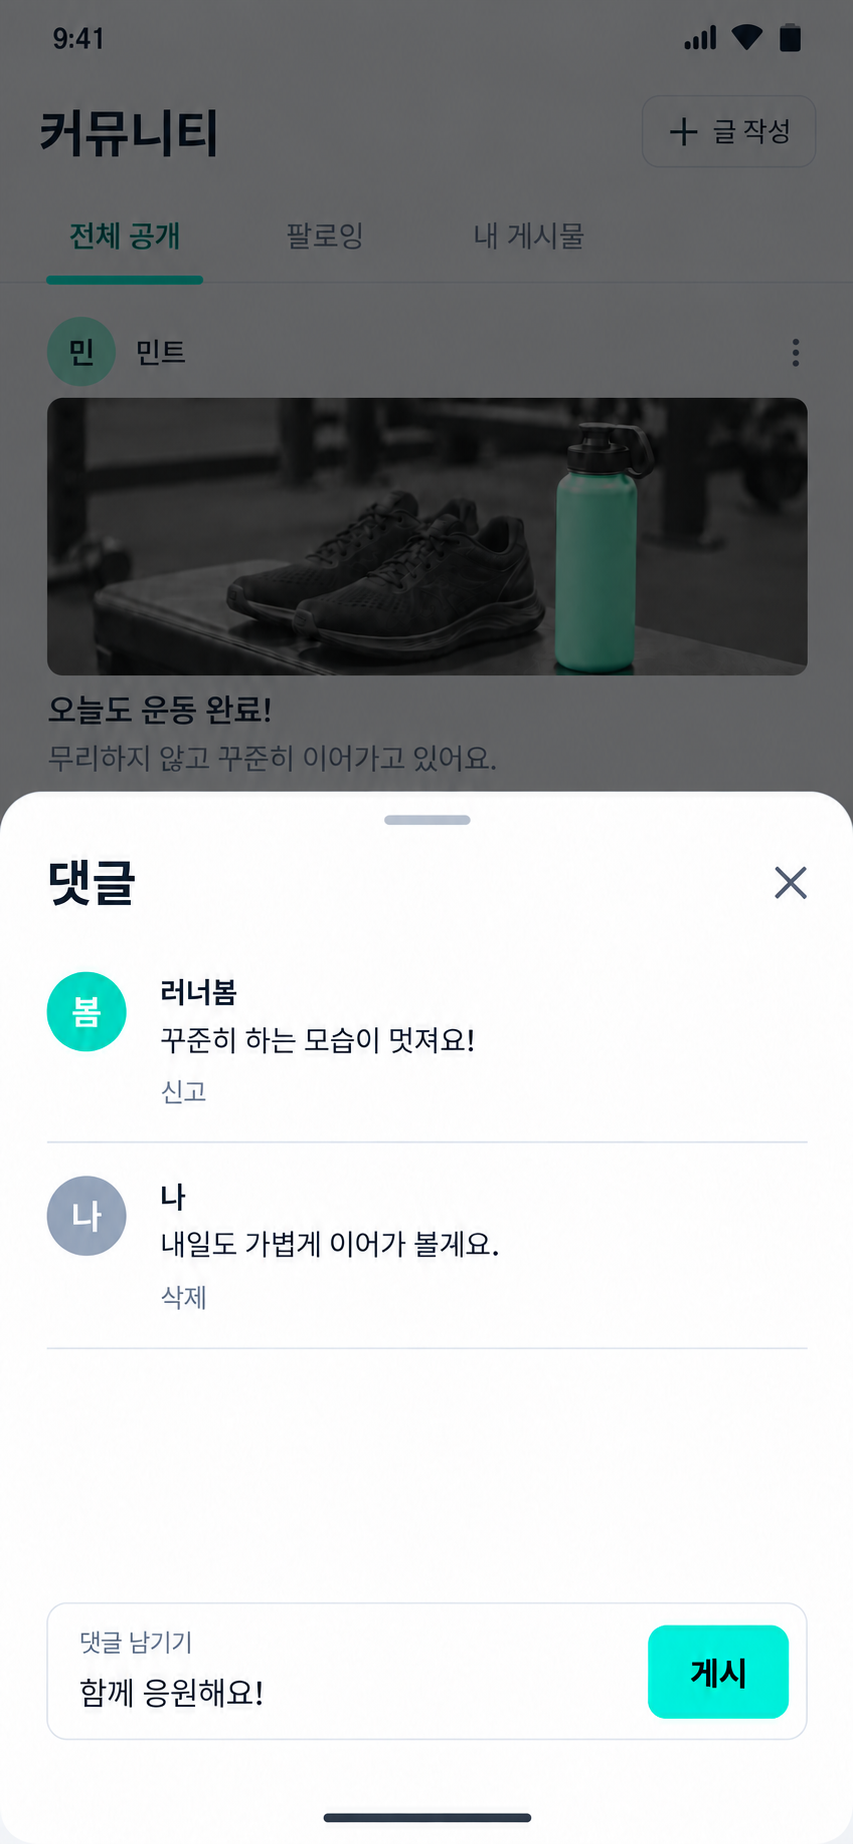 9:41
커뮤니티
글 작성
전체 공개 팔로잉 내 게시물
민 민트
오늘도 운동 완료!
무리하지 않고 꾸준히 이어가고 있어요.
댓글
봄 러너봄
꾸준히 하는 모습이 멋져요!
신고
나 나
내일도 가볍게 이어가 볼게요.
삭제
댓글 남기기
함께 응원해요!
게시